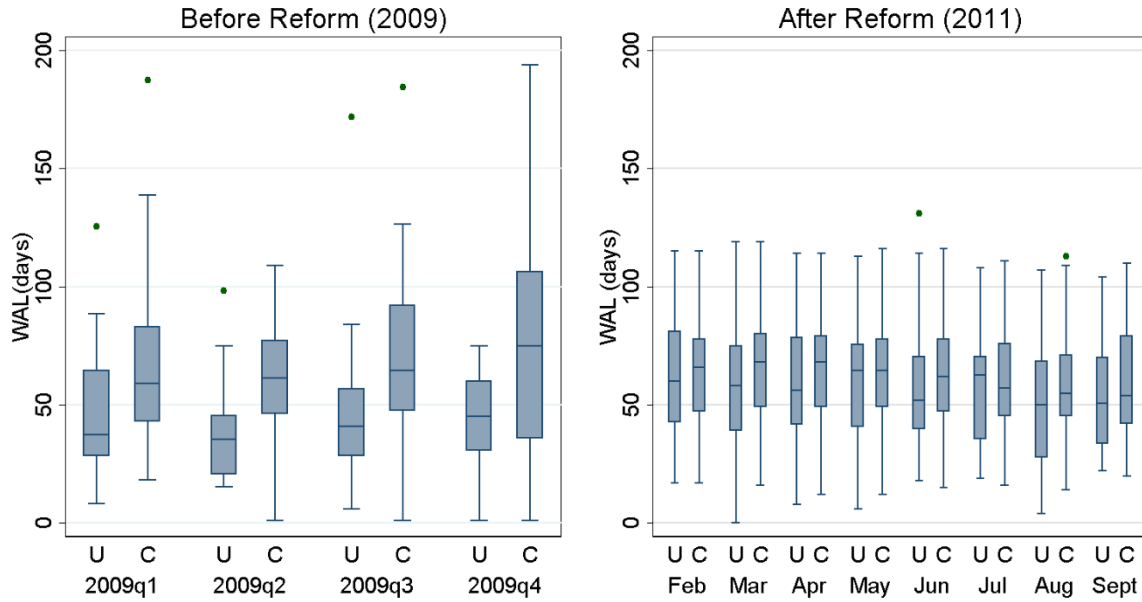 Before Reform (2009)
WAL(days)
200
150
100
50
0
U C U C U C U C
2009q1 2009q2 2009q3 2009q4
After Reform (2011)
WAL (days)
200
150
100
50
0
U C U C U C U C U C U C U C U C
Feb Mar Apr May Jun Jul Aug Sept